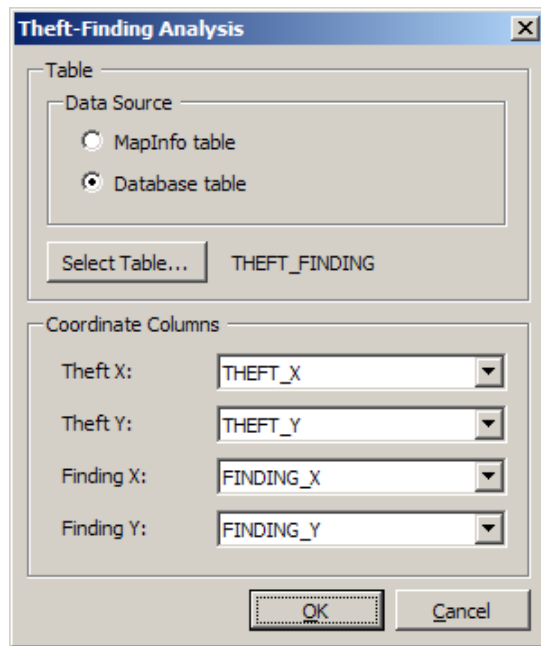 Theft-Finding Analysis
Table
Data Source
MapInfo table
Database table
Select Table... THEFT_FINDING
Coordinate Columns
Theft X: THEFT_X
Theft Y: THEFT_Y
Finding X: FINDING_X
Finding Y: FINDING_Y
OK Cancel